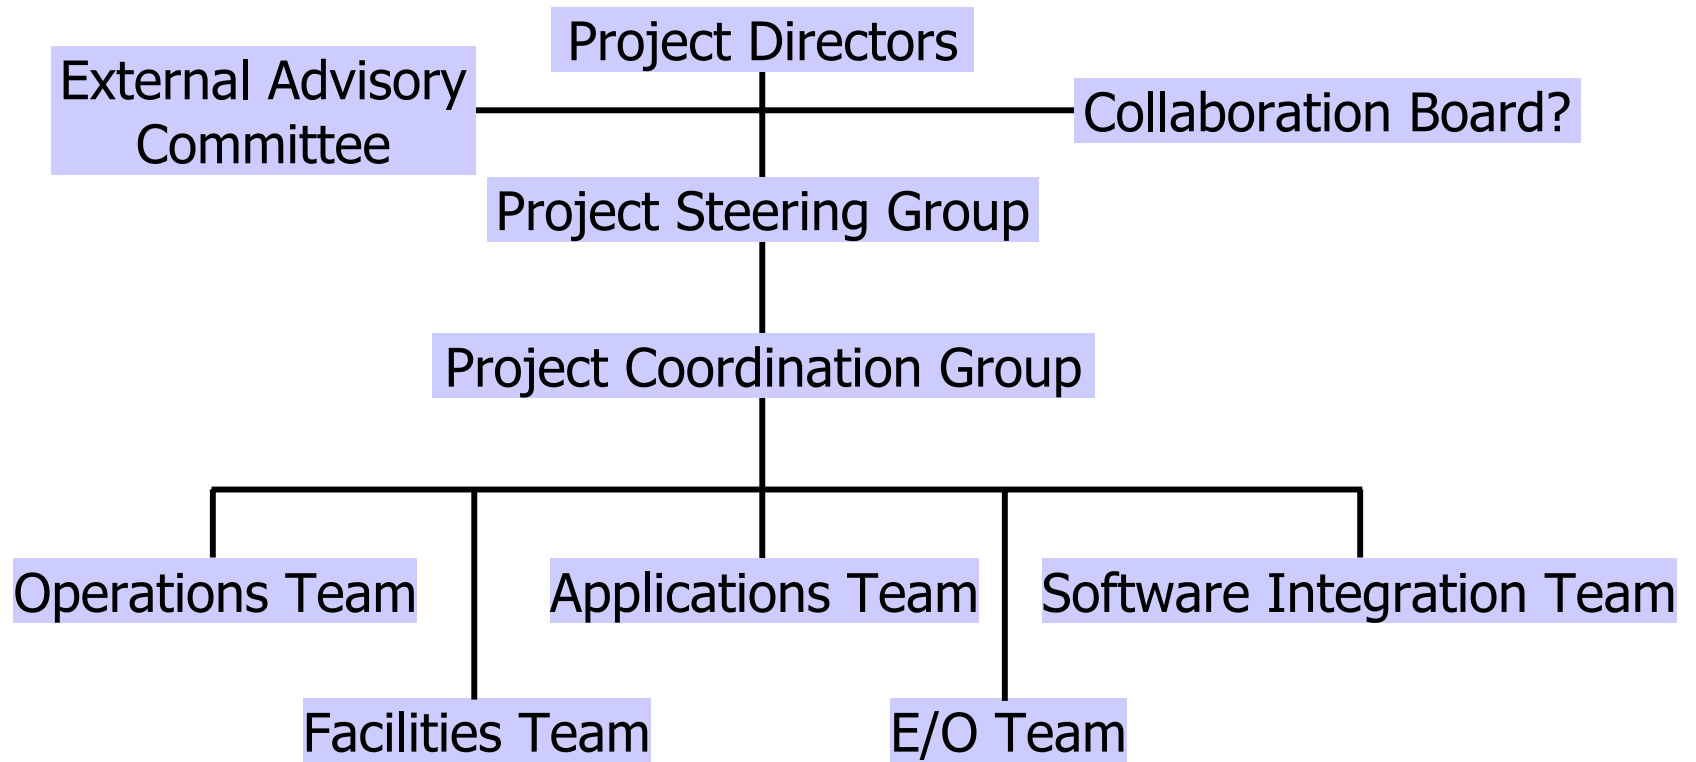 Project Directors
External Advisory
Committee
Collaboration Board?
Project Steering Group
Project Coordination Group
Operations Team
Applications Team
Software Integration Team
Facilities Team
E/O Team